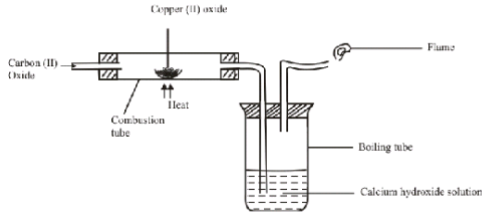 Copper (II) oxide
Flame
Carbon (II)
Oxide
Heat
Combustion
tube
Boiling tube
Calcium hydroxide solution